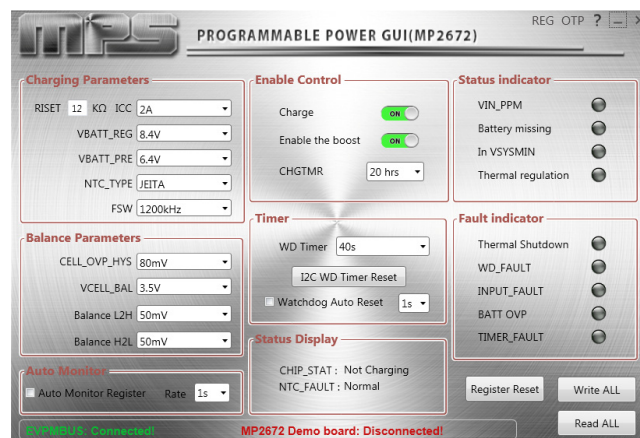 MPS PROGRAMMABLE POWER GUI(MP2672) REG OTP ?
Charging Parameters
RISET 12 KΩ ICC 2A
VBATT_REG 8.4V
VBATT_PRE 6.4V
NTC_TYPE JEITA
FSW 1200kHz
Balance Parameters
CELL_OVP_HYS 80mV
VCELL_BAL 3.5V
Balance L2H 50mV
Balance H2L 50mV
Auto Monitor
Auto Monitor Register Rate 1s
Enable Control
Charge ON
Enable the boost ON
CHGTMR 20 hrs
Timer
WD Timer 40s
I2C WD Timer Reset
Watchdog Auto Reset 1s
Status Display
CHIP_STAT : Not Charging
NTC_FAULT : Normal
Status indicator
VIN_PPM
Battery missing
In VSYSMIN
Thermal regulation
Fault indicator
Thermal Shutdown
WD_FAULT
INPUT_FAULT
BATT OVP
TIMER_FAULT
Register Reset Write ALL
Read ALL
EVPMBUS: Connected! MP2672 Demo board: Disconnected!